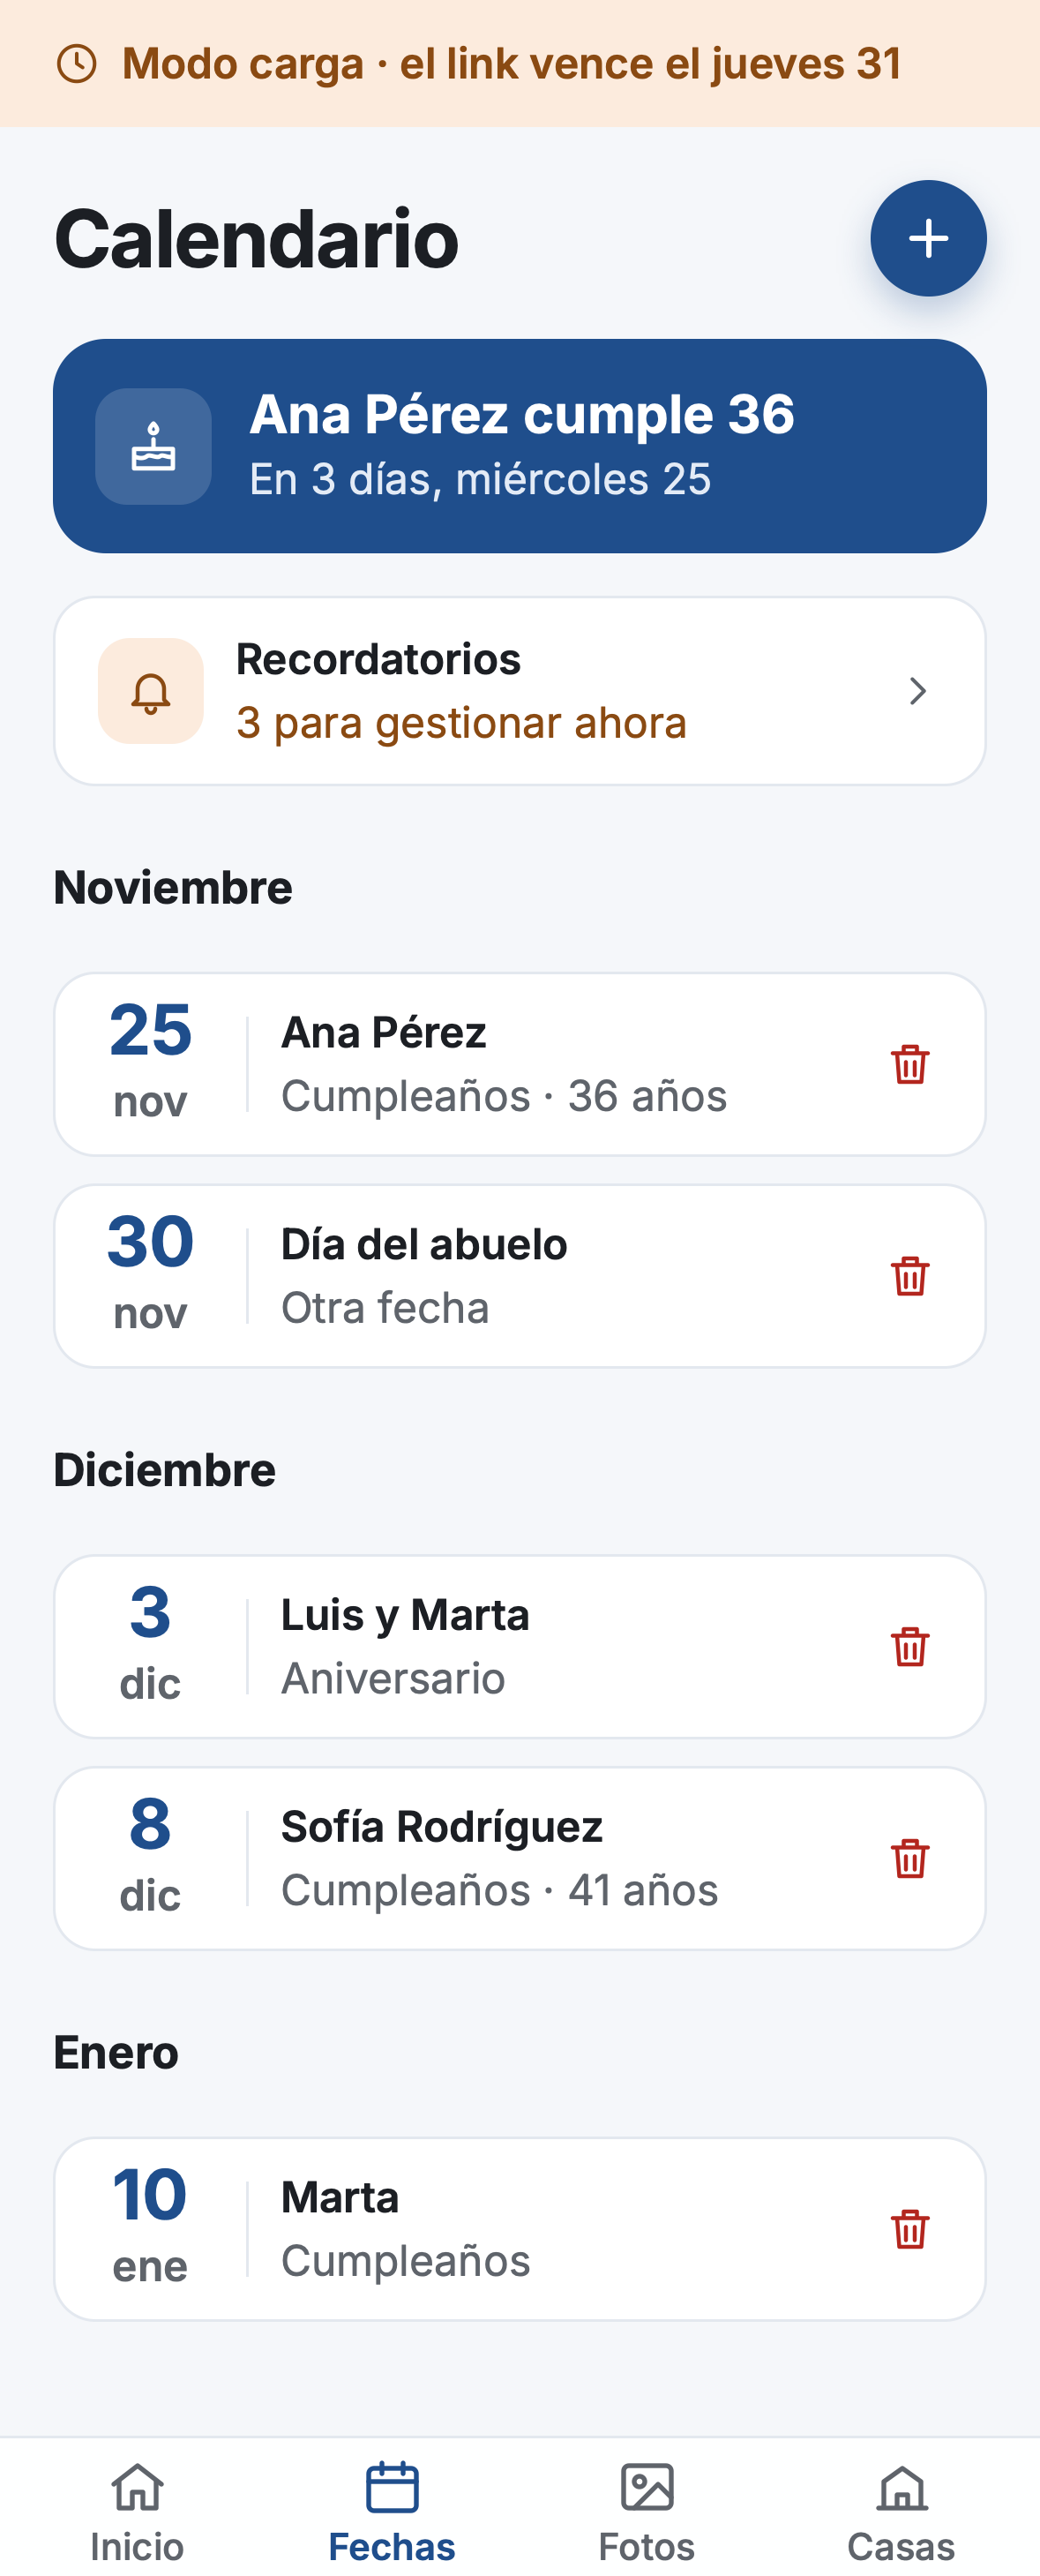 Modo carga · el link vence el jueves 31
Calendario
Ana Pérez cumple 36
En 3 días, miércoles 25
Recordatorios
3 para gestionar ahora
Noviembre
25
nov
Ana Pérez
Cumpleaños · 36 años
30
nov
Día del abuelo
Otra fecha
Diciembre
3
dic
Luis y Marta
Aniversario
8
dic
Sofía Rodríguez
Cumpleaños · 41 años
Enero
10
ene
Marta
Cumpleaños
Inicio
Fechas
Fotos
Casas